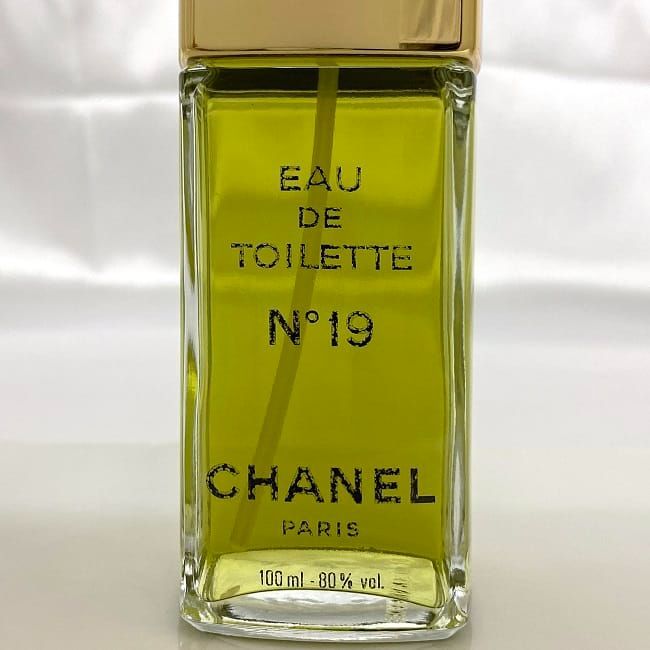 EAU
DE
TOILETTE
N°19
CHANEL
PARIS
100 ml - 80% vol.